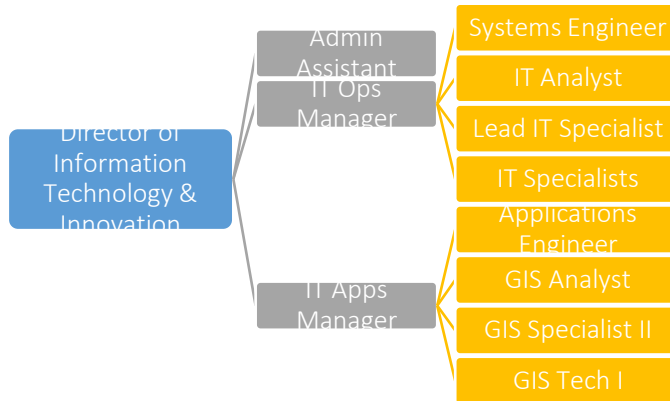 Director of
Information
Technology &
Innovation
Admin
Assistant
IT Ops
Manager
IT Apps
Manager
Systems Engineer
IT Analyst
Lead IT Specialist
IT Specialists
Applications
Engineer
GIS Analyst
GIS Specialist II
GIS Tech I